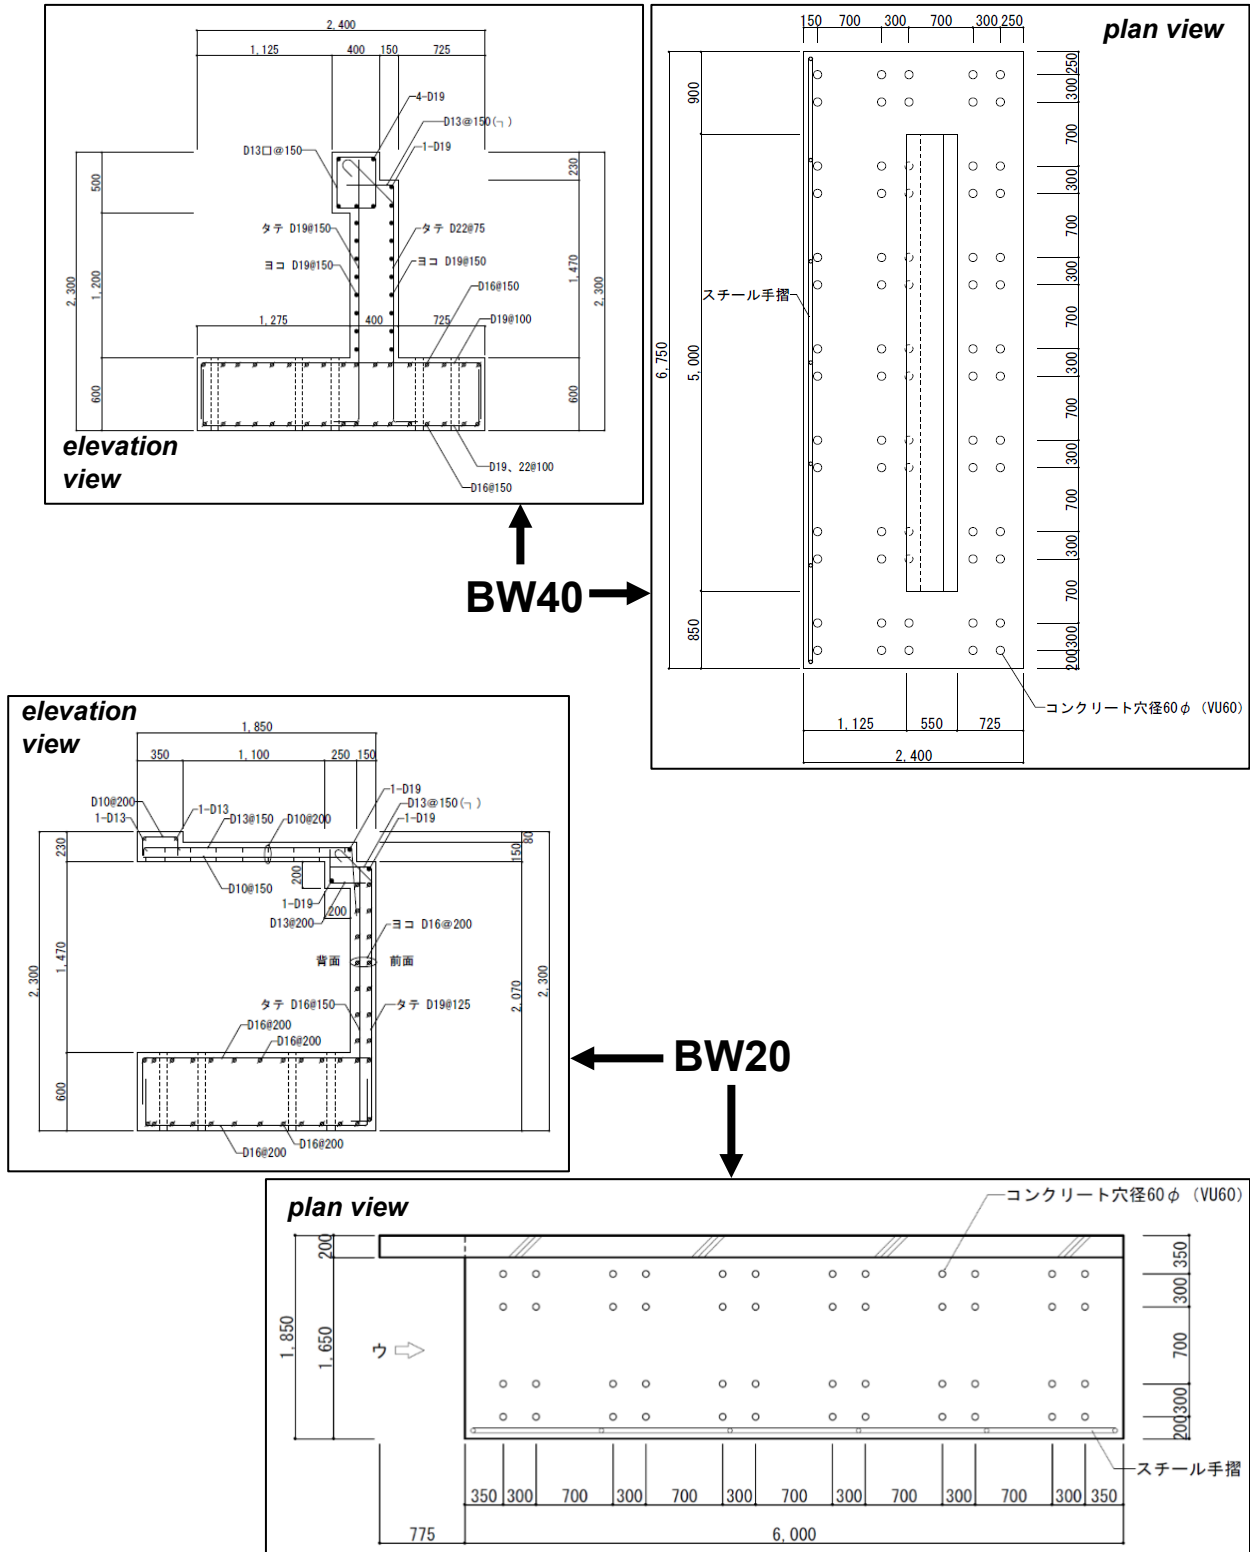 2,400
1,125 400 150 725
4-D19
D13@150(¬)
1-D19
D13口@150
500
230
タテ D19@150
タテ D22@75
ヨコ D19@150
ヨコ D19@150
2,300
1,200
1,470
2,300
D16@150
D19@100
1,275 400 725
600
600
D19、22@100
D16@150
elevation
view
plan view
150 700 300 700 300 250
250
300
700
300
700
300
700
300
700
300
700
300
700
300
200
900
スチール手摺
6,750
5,000
850
コンクリート穴径60φ (VU60)
1,125 550 725
2,400
BW40
elevation
view
1,850
350 1,100 250 150
1-D19
D13@150(¬)
1-D19
D10@200
1-D13
1-D13
D13@150
D10@200
230
80
150
200
D10@150
1-D19
200
D13@200
ヨコ D16@200
背面 前面
1,470
2,300
2,070
2,300
タテ D16@150
タテ D19@125
D16@200
D16@200
600
D16@200
D16@200
BW20
plan view
コンクリート穴径60φ (VU60)
200
1,850
1,650
ウ
350
300
700
300
200
スチール手摺
350 300 700 300 700 300 700 300 700 300 700 300 350
775 6,000